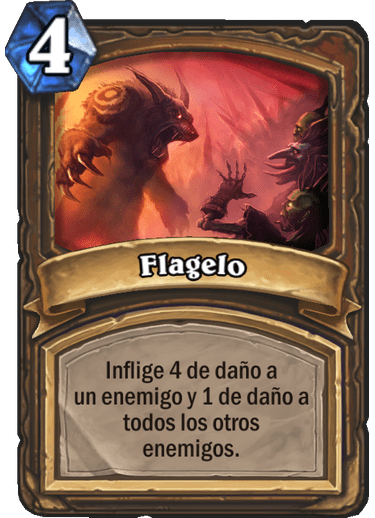 4
Flagelo
Inflige 4 de daño a
un enemigo y 1 de daño a
todos los otros
enemigos.